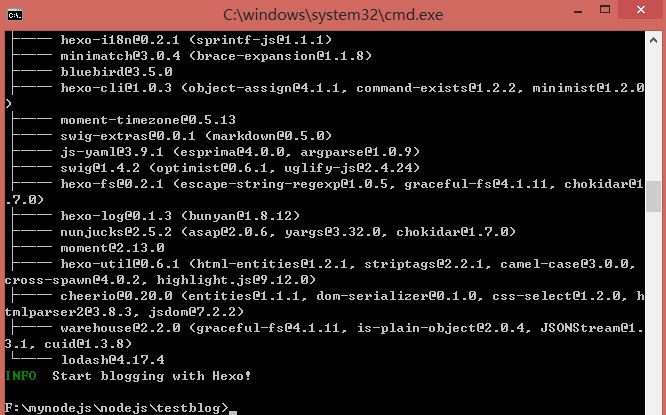 C:\windows\system32\cmd.exe
├──── hexo-i18n@0.2.1 (sprintf-js@1.1.1)
├──── minimatch@3.0.4 (brace-expansion@1.1.8)
├──── bluebird@3.5.0
├──── hexo-cli@1.0.3 (object-assign@4.1.1, command-exists@1.2.2, minimist@1.2.0
)
├──── moment-timezone@0.5.13
├──── swig-extras@0.0.1 (markdown@0.5.0)
├──── js-yaml@3.9.1 (esprima@4.0.0, argparse@1.0.9)
├──── swig@1.4.2 (optimist@0.6.1, uglify-js@2.4.24)
├──── hexo-fs@0.2.1 (escape-string-regexp@1.0.5, graceful-fs@4.1.11, chokidar@1
.7.0)
├──── hexo-log@0.1.3 (bunyan@1.8.12)
├──── nunjucks@2.5.2 (asap@2.0.6, yargs@3.32.0, chokidar@1.7.0)
├──── moment@2.13.0
├──── hexo-util@0.6.1 (html-entities@1.2.1, striptags@2.2.1, camel-case@3.0.0,
cross-spawn@4.0.2, highlight.js@9.12.0)
├──── cheerio@0.20.0 (entities@1.1.1, dom-serializer@0.1.0, css-select@1.2.0, h
tmlparser2@3.8.3, jsdom@7.2.2)
├──── warehouse@2.2.0 (graceful-fs@4.1.11, is-plain-object@2.0.4, JSONStream@1.
3.1, cuid@1.3.8)
└──── lodash@4.17.4
INFO  Start blogging with Hexo!
F:\mynodejs\nodejs\testblog>_